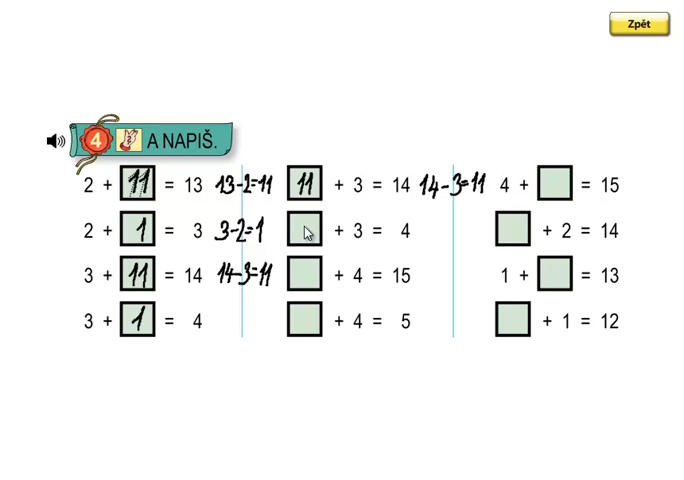 Zpět
4 A NAPIŠ.
2 + 11 = 13 13-2=11 11 + 3 = 14 14-3=11 4 + = 15
2 + 1 = 3 3-2=1 + 3 = 4 + 2 = 14
3 + 11 = 14 14-3=11 + 4 = 15 1 + = 13
3 + 1 = 4 + 4 = 5 + 1 = 12